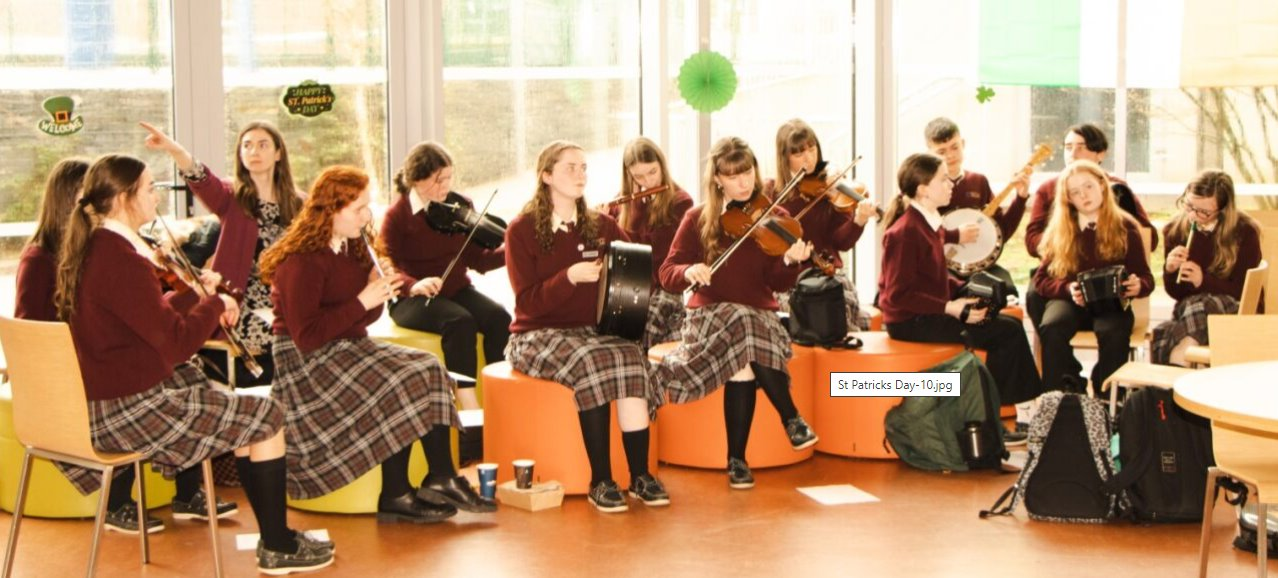 WELCOME
HAPPY
ST. Patrick's
DAY
St Patricks Day-10.jpg